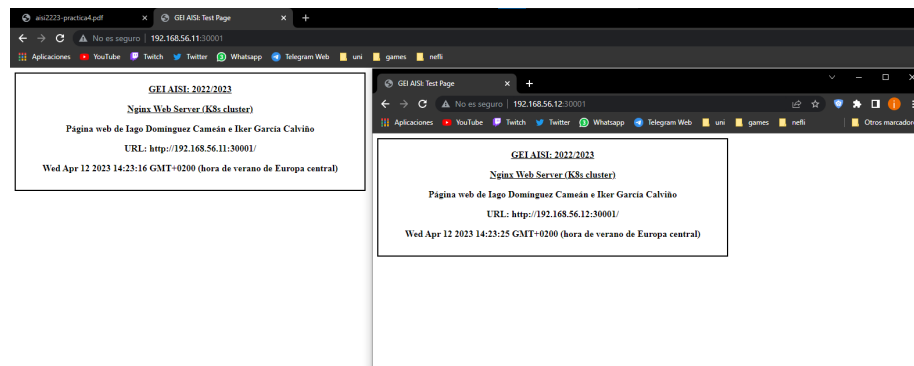 aisi2223-practica4.pdf
GEI AISI: Test Page
No es seguro 192.168.56.11:30001
Aplicaciones YouTube Twitch Twitter Whatsapp Telegram Web uni games nefli
GEI AISI: 2022/2023
Nginx Web Server (K8s cluster)
Página web de Iago Domínguez Cameán e Iker García Calviño
URL: http://192.168.56.11:30001/
Wed Apr 12 2023 14:23:16 GMT+0200 (hora de verano de Europa central)
GEI AISI: Test Page
No es seguro 192.168.56.12:30001
Aplicaciones YouTube Twitch Twitter Whatsapp Telegram Web uni games nefli Otros marcadore
GEI AISI: 2022/2023
Nginx Web Server (K8s cluster)
Página web de Iago Domínguez Cameán e Iker García Calviño
URL: http://192.168.56.12:30001/
Wed Apr 12 2023 14:23:25 GMT+0200 (hora de verano de Europa central)